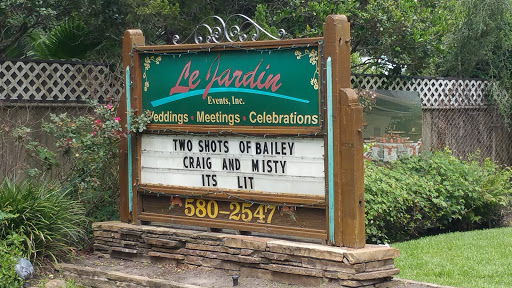 Le Jardin
Events, Inc.
Weddings • Meetings • Celebrations
TWO SHOTS OF BAILEY
CRAIG AND MISTY
ITS LIT
580-2547